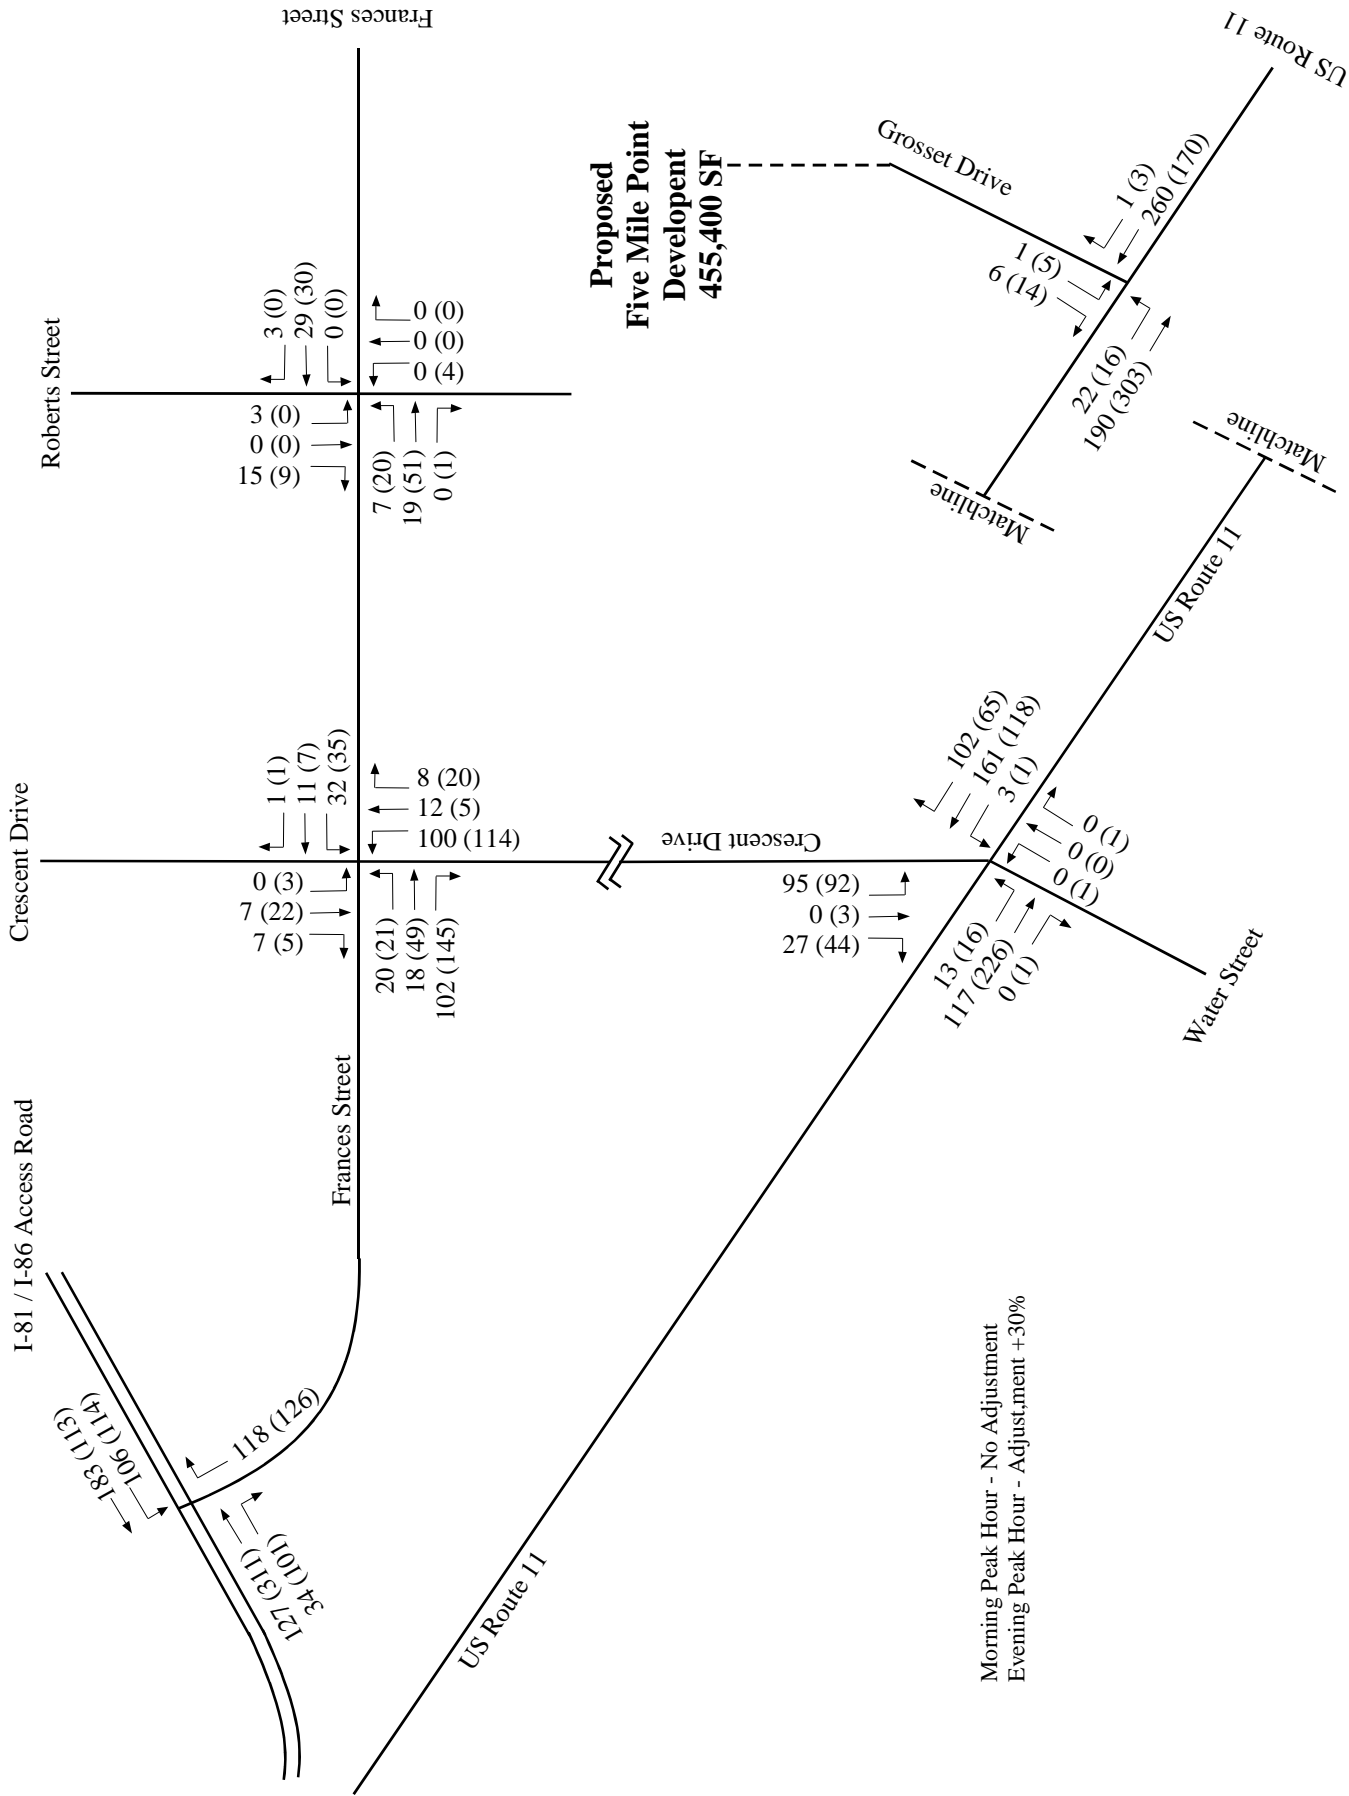 Frances Street
US Route 11
Grosset Drive
Proposed
Five Mile Point
Developent
455,400 SF
1 (3)
260 (170)
1 (5)
6 (14)
22 (16)
190 (303)
Matchline
Matchline
Roberts Street
3 (0)
29 (30)
0 (0)
0 (0)
0 (0)
0 (4)
3 (0)
0 (0)
15 (9)
7 (20)
19 (51)
0 (1)
Crescent Drive
1 (1)
11 (7)
32 (35)
8 (20)
12 (5)
100 (114)
0 (3)
7 (22)
7 (5)
20 (21)
18 (49)
102 (145)
Crescent Drive
US Route 11
102 (65)
161 (118)
3 (1)
95 (92)
0 (3)
27 (44)
0 (1)
0 (0)
0 (1)
13 (16)
117 (226)
0 (1)
Water Street
Frances Street
I-81 / I-86 Access Road
183 (113)
106 (114)
118 (126)
127 (311)
34 (101)
US Route 11
Morning Peak Hour - No Adjustment
Evening Peak Hour - Adjust,ment +30%